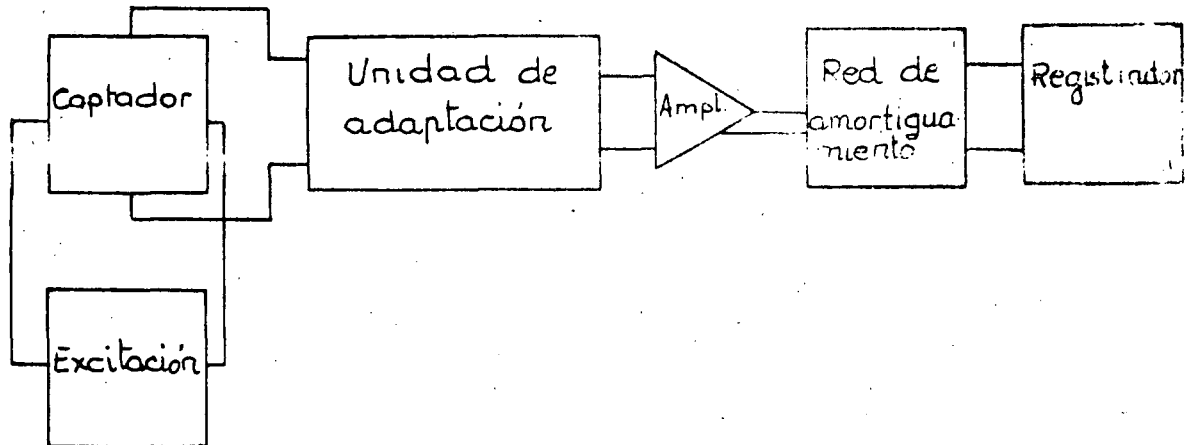 Captador
Unidad de
adaptación
Ampl.
Red de
amortigua
miento
Registrador
Excitación